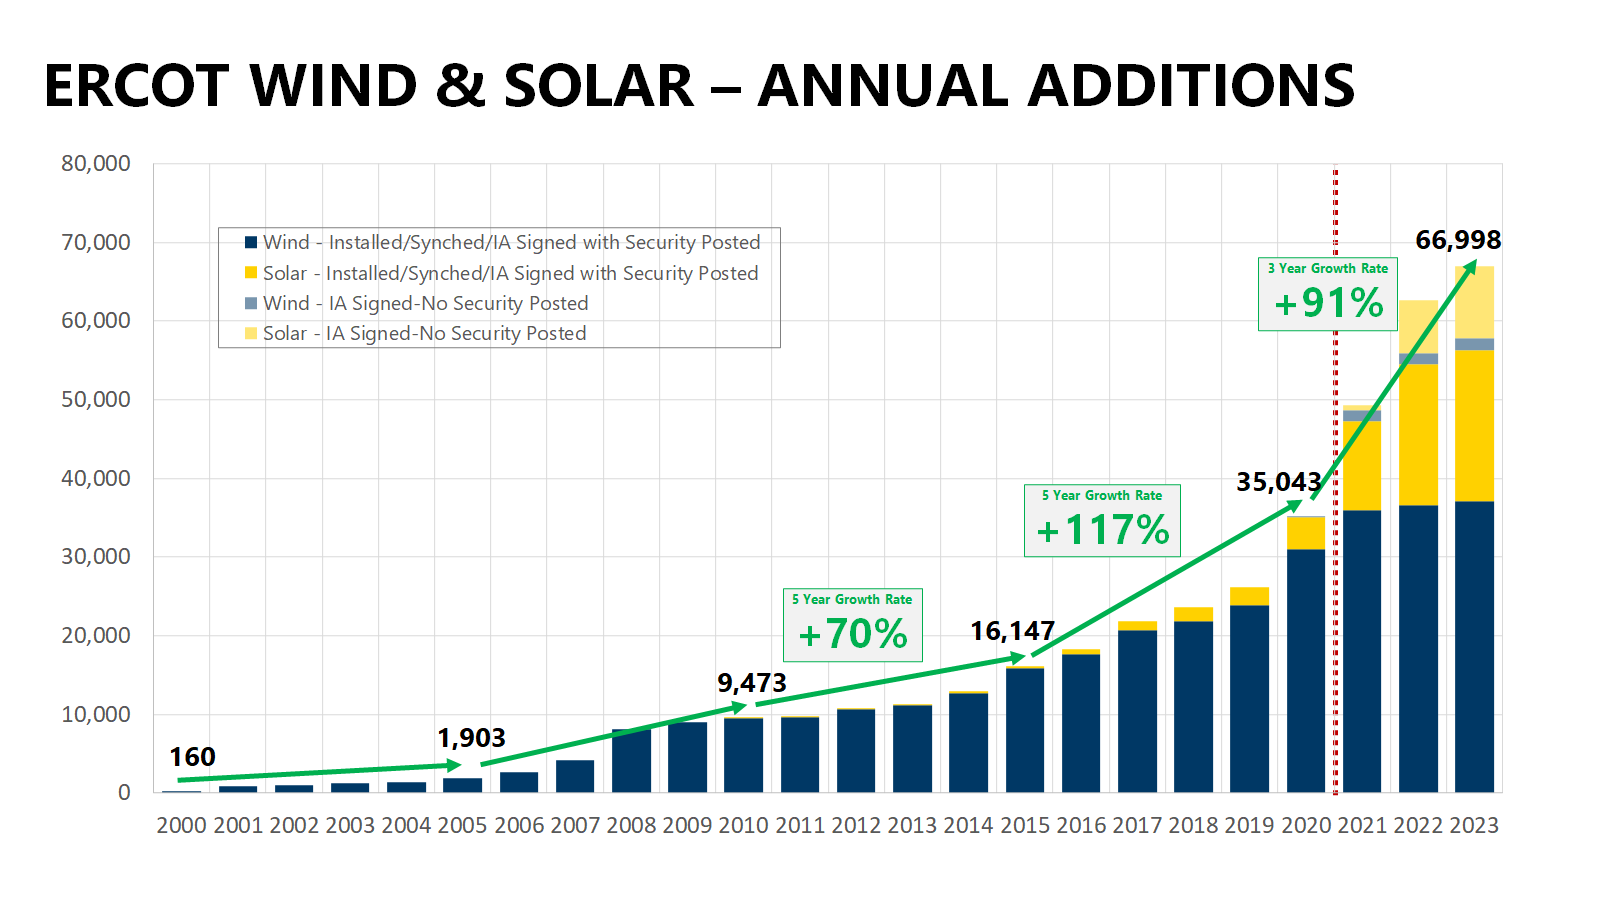 ERCOT WIND & SOLAR – ANNUAL ADDITIONS
80,000
70,000
60,000
50,000
40,000
30,000
20,000
10,000
0
Wind - Installed/Synched/IA Signed with Security Posted
Solar - Installed/Synched/IA Signed with Security Posted
Wind - IA Signed-No Security Posted
Solar - IA Signed-No Security Posted
160
1,903
9,473
5 Year Growth Rate
+70%
16,147
5 Year Growth Rate
+117%
35,043
3 Year Growth Rate
+91%
66,998
2000 2001 2002 2003 2004 2005 2006 2007 2008 2009 2010 2011 2012 2013 2014 2015 2016 2017 2018 2019 2020 2021 2022 2023